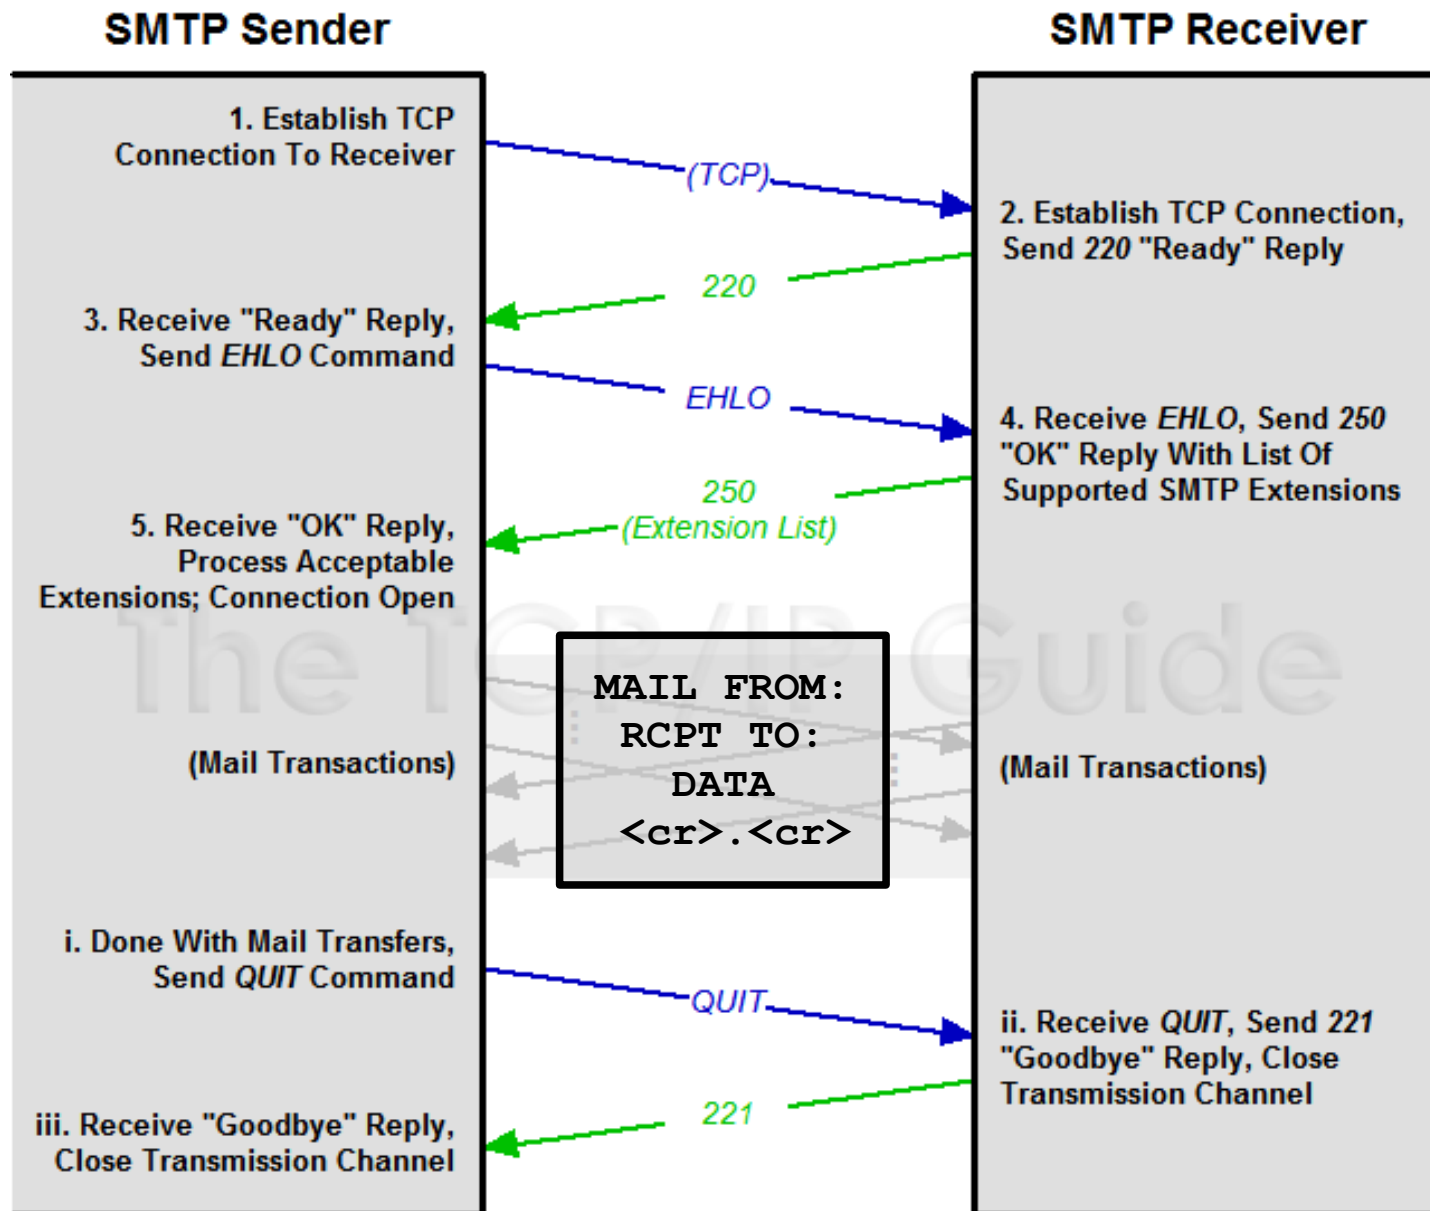 SMTP Sender
SMTP Receiver
1. Establish TCP
Connection To Receiver
(TCP)
2. Establish TCP Connection,
Send 220 "Ready" Reply
220
3. Receive "Ready" Reply,
Send EHLO Command
EHLO
4. Receive EHLO, Send 250
"OK" Reply With List Of
Supported SMTP Extensions
250
(Extension List)
5. Receive "OK" Reply,
Process Acceptable
Extensions; Connection Open
The TCP/IP Guide
MAIL FROM:
RCPT TO:
DATA
<cr>.<cr>
(Mail Transactions)
(Mail Transactions)
i. Done With Mail Transfers,
Send QUIT Command
QUIT
ii. Receive QUIT, Send 221
"Goodbye" Reply, Close
Transmission Channel
221
iii. Receive "Goodbye" Reply,
Close Transmission Channel